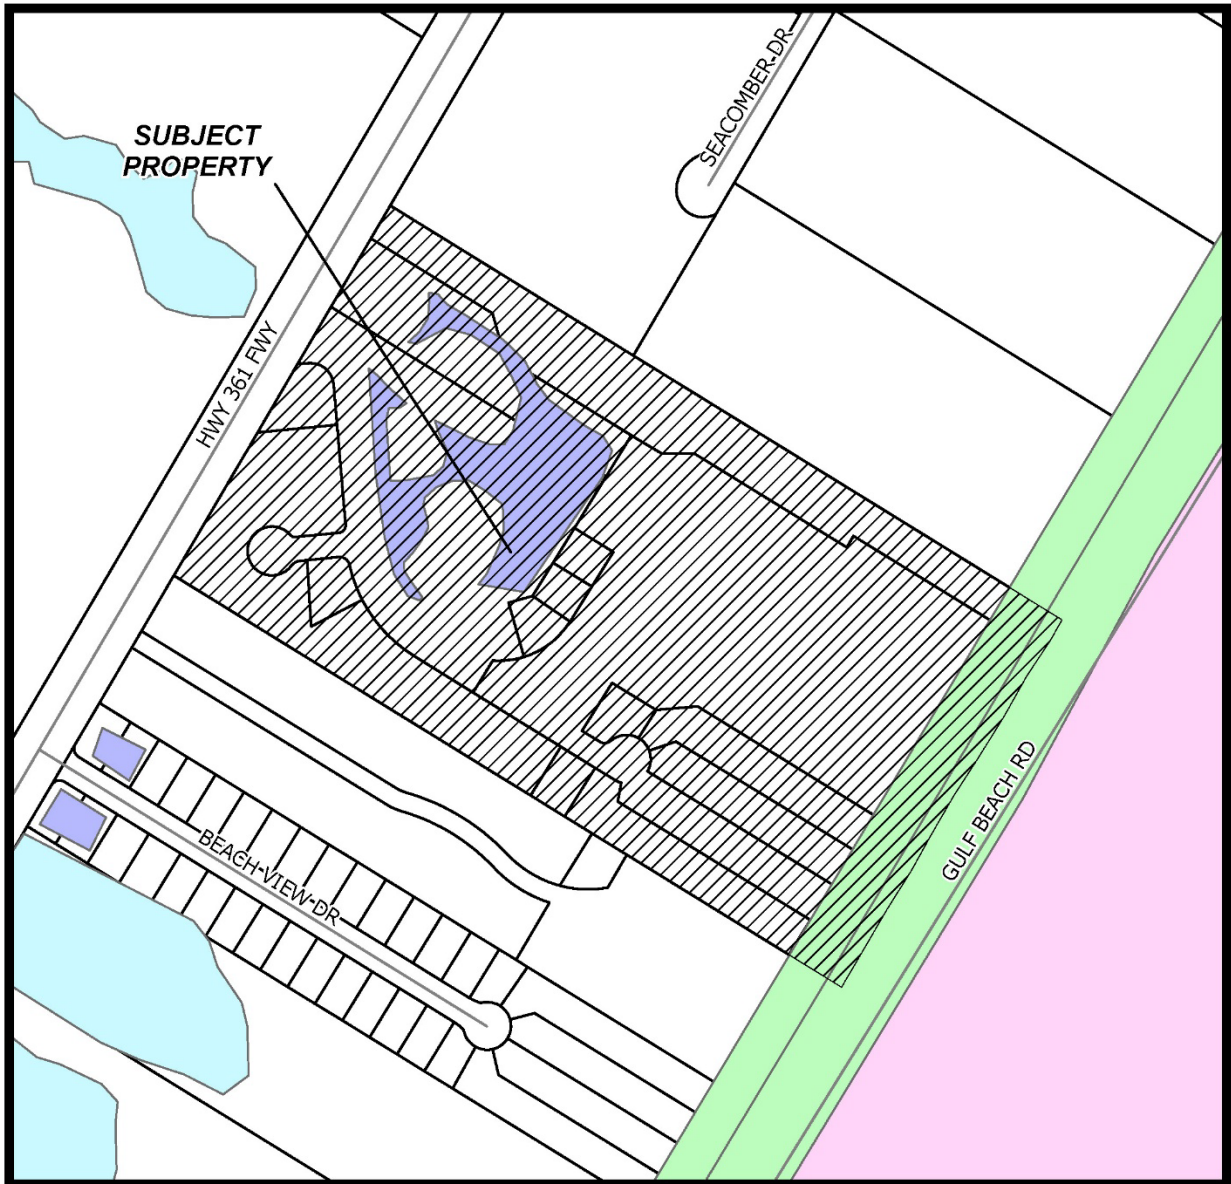 SEACOMBER DR
SUBJECT
PROPERTY
HWY 361 FWY
GULF BEACH RD
BEACH VIEW DR